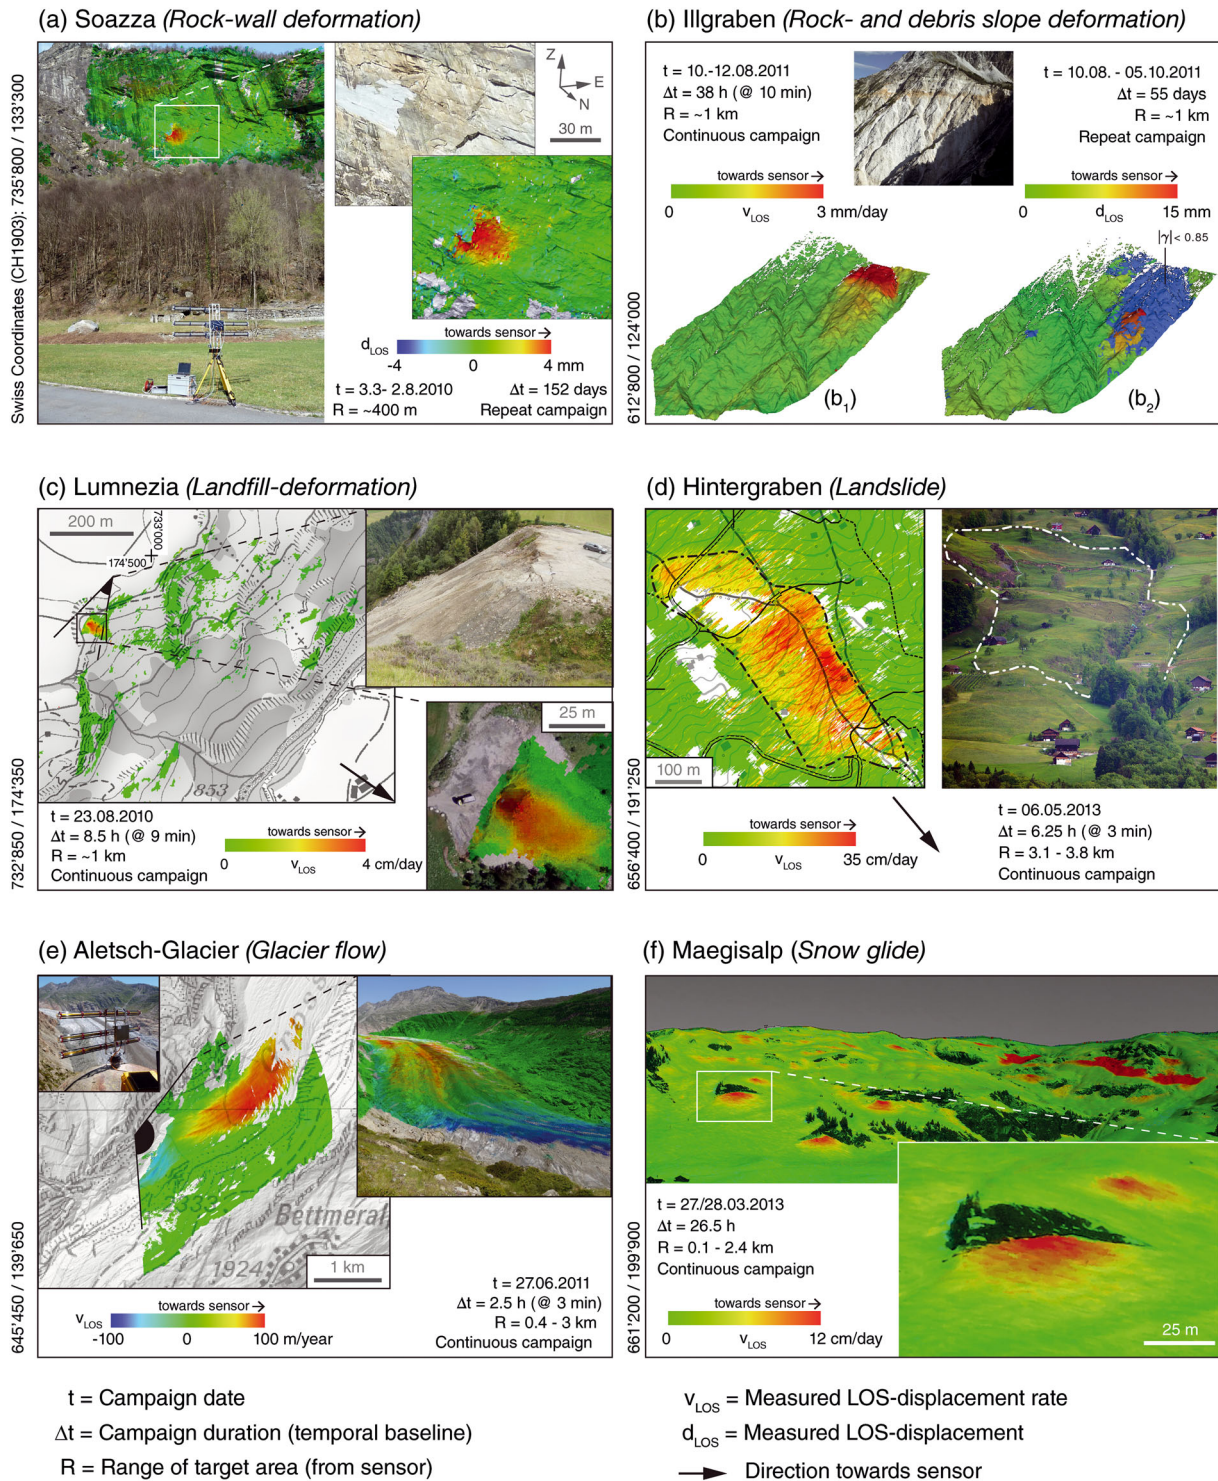 (a) Soazza (Rock-wall deformation)
Swiss Coordinates (CH1903): 735'800 / 133'300
Z
E
N
30 m
towards sensor→
d_LOS
-4 0 4 mm
t = 3.3- 2.8.2010 Δt = 152 days
R = ~400 m Repeat campaign
(b) Illgraben (Rock- and debris slope deformation)
612'800 / 124'000
t = 10.-12.08.2011
Δt = 38 h (@ 10 min)
R = ~1 km
Continuous campaign
towards sensor→
0 v_LOS 3 mm/day
t = 10.08. - 05.10.2011
Δt = 55 days
R = ~1 km
Repeat campaign
towards sensor→
0 d_LOS 15 mm
|γ| < 0.85
(b₁)
(b₂)
(c) Lumnezia (Landfill-deformation)
732'850 / 174'350
200 m
733'000
174'500
853
25 m
t = 23.08.2010
Δt = 8.5 h (@ 9 min)
R = ~1 km
Continuous campaign
towards sensor→
0 v_LOS 4 cm/day
(d) Hintergraben (Landslide)
656'400 / 191'250
100 m
towards sensor→
0 v_LOS 35 cm/day
t = 06.05.2013
Δt = 6.25 h (@ 3 min)
R = 3.1 - 3.8 km
Continuous campaign
(e) Aletsch-Glacier (Glacier flow)
645'450 / 139'650
2333
Bettmeralp
1924
1 km
towards sensor→
v_LOS
-100 0 100 m/year
t = 27.06.2011
Δt = 2.5 h (@ 3 min)
R = 0.4 - 3 km
Continuous campaign
(f) Maegisalp (Snow glide)
661'200 / 199'900
t = 27./28.03.2013
Δt = 26.5 h
R = 0.1 - 2.4 km
Continuous campaign
towards sensor→
0 v_LOS 12 cm/day
25 m
t = Campaign date
Δt = Campaign duration (temporal baseline)
R = Range of target area (from sensor)
v_LOS = Measured LOS-displacement rate
d_LOS = Measured LOS-displacement
→ Direction towards sensor